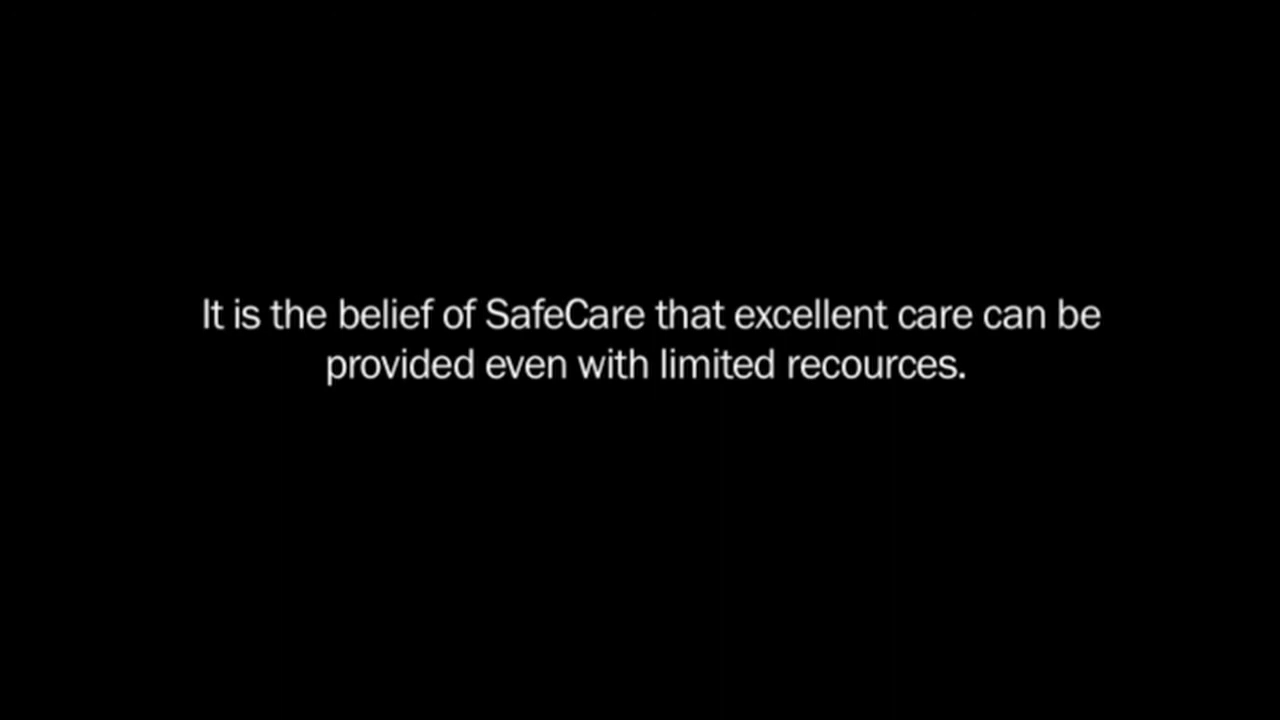 It is the belief of SafeCare that excellent care can be
provided even with limited recources.